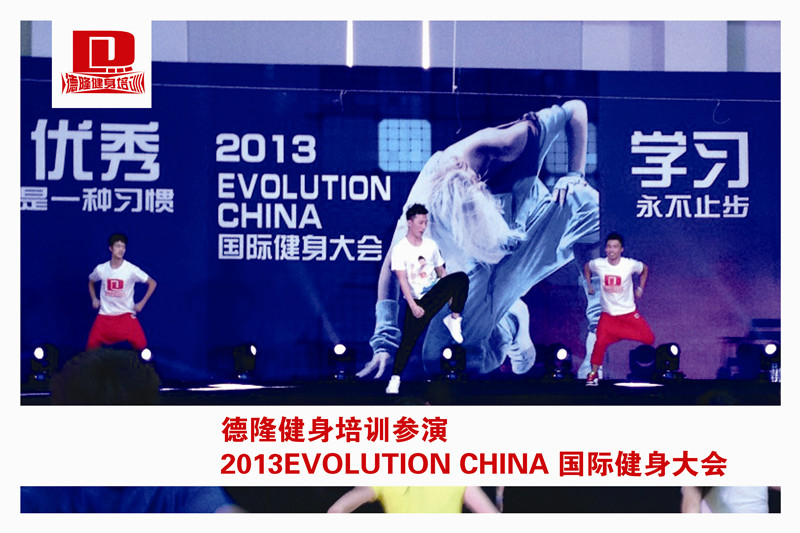 德隆健身培训
优秀
是一种习惯
2013
EVOLUTION
CHINA
国际健身大会
学习
永不止步
德隆健身培训参演
2013EVOLUTION CHINA 国际健身大会